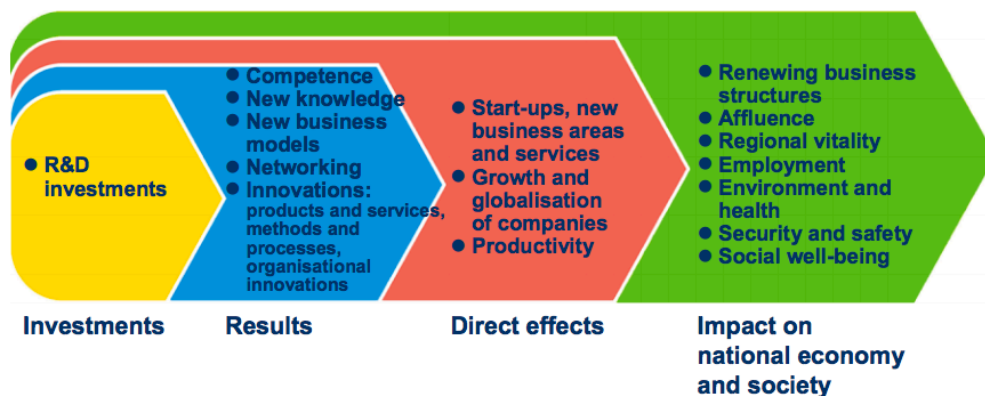 ● R&D
investments
● Competence
● New knowledge
● New business
models
● Networking
● Innovations:
products and services,
methods and
processes,
organisational
innovations
● Start-ups, new
business areas
and services
● Growth and
globalisation
of companies
● Productivity
● Renewing business
structures
● Affluence
● Regional vitality
● Employment
● Environment and
health
● Security and safety
● Social well-being
Investments
Results
Direct effects
Impact on
national economy
and society